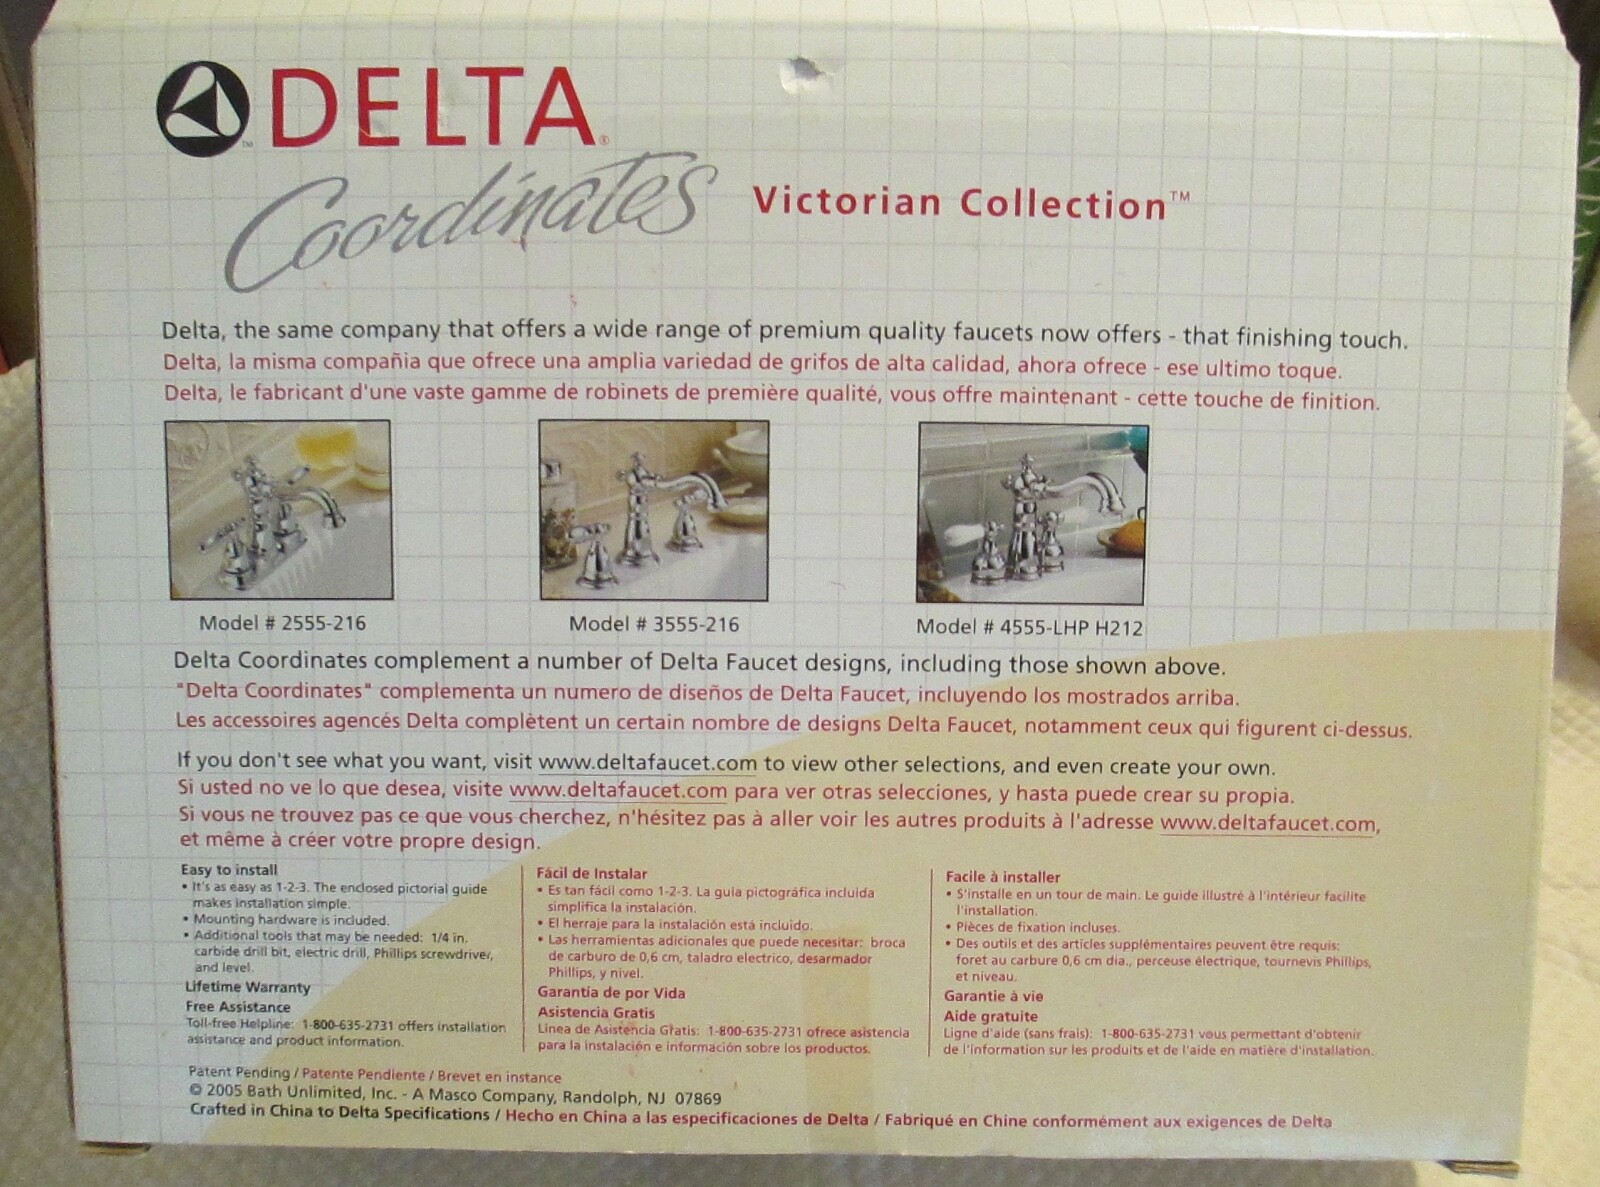 DELTA®
Coordinates
Victorian Collection™
Delta, the same company that offers a wide range of premium quality faucets now offers - that finishing touch.
Delta, la misma compañia que ofrece una amplia variedad de grifos de alta calidad, ahora ofrece - ese ultimo toque.
Delta, le fabricant d'une vaste gamme de robinets de première qualité, vous offre maintenant - cette touche de finition.
Model # 2555-216
Model # 3555-216
Model # 4555-LHP H212
Delta Coordinates complement a number of Delta Faucet designs, including those shown above.
"Delta Coordinates" complementa un numero de diseños de Delta Faucet, incluyendo los mostrados arriba.
Les accessoires agencés Delta complètent un certain nombre de designs Delta Faucet, notamment ceux qui figurent ci-dessus.
If you don't see what you want, visit www.deltafaucet.com to view other selections, and even create your own.
Si usted no ve lo que desea, visite www.deltafaucet.com para ver otras selecciones, y hasta puede crear su propia.
Si vous ne trouvez pas ce que vous cherchez, n'hésitez pas à aller voir les autres produits à l'adresse www.deltafaucet.com,
et même à créer votre propre design.
Easy to install
• It's as easy as 1-2-3. The enclosed pictorial guide
makes installation simple.
• Mounting hardware is included.
• Additional tools that may be needed: 1/4 in.
carbide drill bit, electric drill, Phillips screwdriver,
and level.
Lifetime Warranty
Free Assistance
Toll-free Helpline: 1-800-635-2731 offers installation
assistance and product information.
Fácil de Instalar
• Es tan fácil como 1-2-3. La guía pictográfica incluida
simplifica la instalación.
• El herraje para la instalación está incluido.
• Las herramientas adicionales que puede necesitar: broca
de carburo de 0,6 cm, taladro electrico, desarmador
Phillips, y nivel.
Garantía de por Vida
Asistencia Gratis
Línea de Asistencia Gratis: 1-800-635-2731 ofrece asistencia
para la instalación e información sobre los productos.
Facile à installer
• S'installe en un tour de main. Le guide illustré à l'intérieur facilite
l'installation.
• Pièces de fixation incluses.
• Des outils et des articles supplémentaires peuvent être requis:
foret au carbure 0,6 cm dia., perceuse électrique, tournevis Phillips,
et niveau.
Garantie à vie
Aide gratuite
Ligne d'aide (sans frais): 1-800-635-2731 vous permettant d'obtenir
de l'information sur les produits et de l'aide en matière d'installation.
Patent Pending / Patente Pendiente / Brevet en instance
© 2005 Bath Unlimited, Inc. - A Masco Company, Randolph, NJ 07869
Crafted in China to Delta Specifications / Hecho en China a las especificaciones de Delta / Fabriqué en Chine conformément aux exigences de Delta